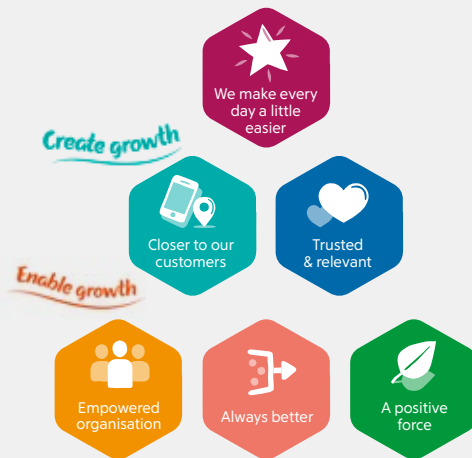 We make every
day a little
easier
Create growth
Closer to our
customers
Trusted
& relevant
Enable growth
Empowered
organisation
Always better
A positive
force